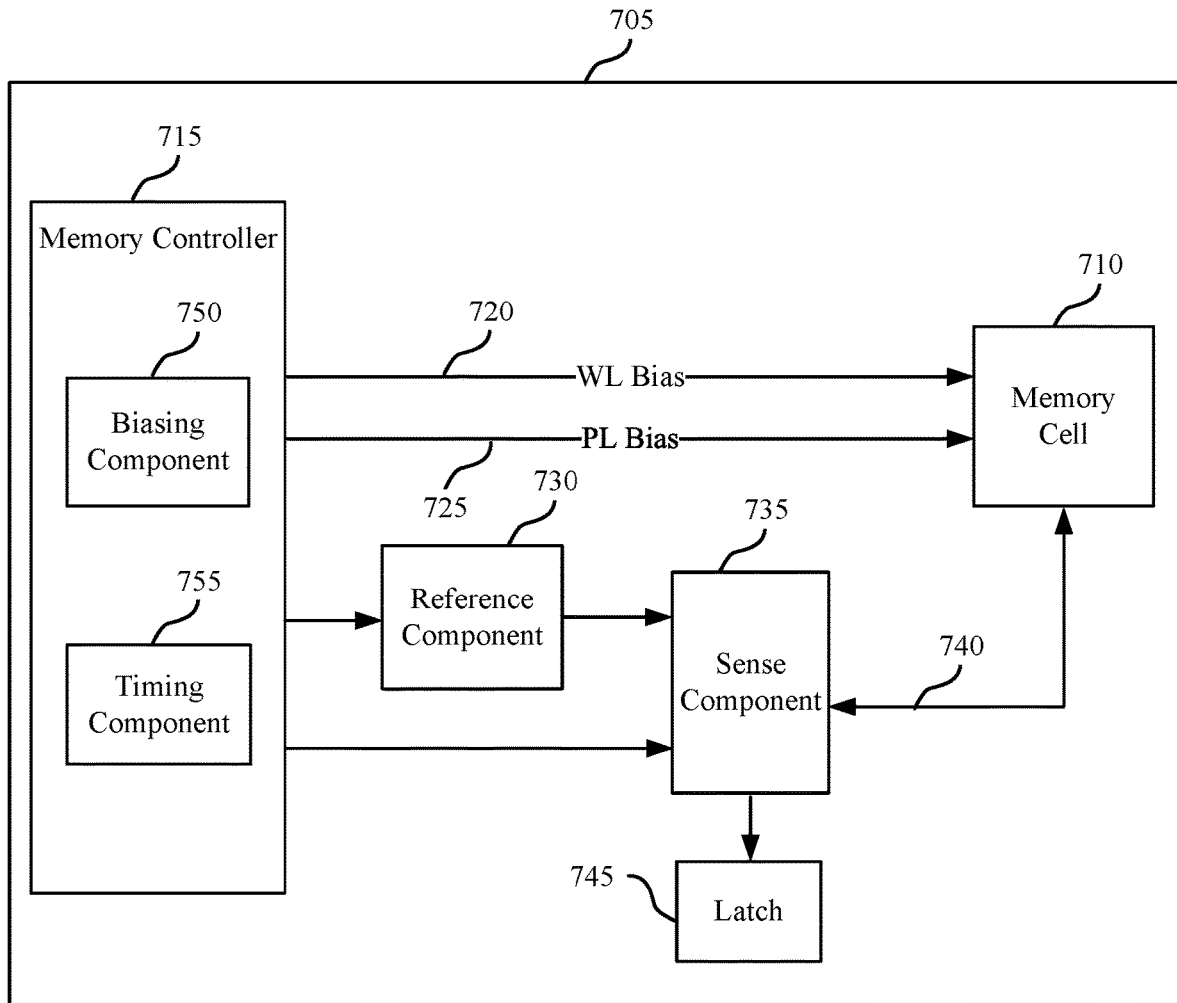 705
715
Memory Controller
710
750
720
WL Bias
Biasing
Component
Memory
Cell
PL Bias
725
730
735
755
Reference
Component
Timing
Component
Sense
Component
740
745
Latch